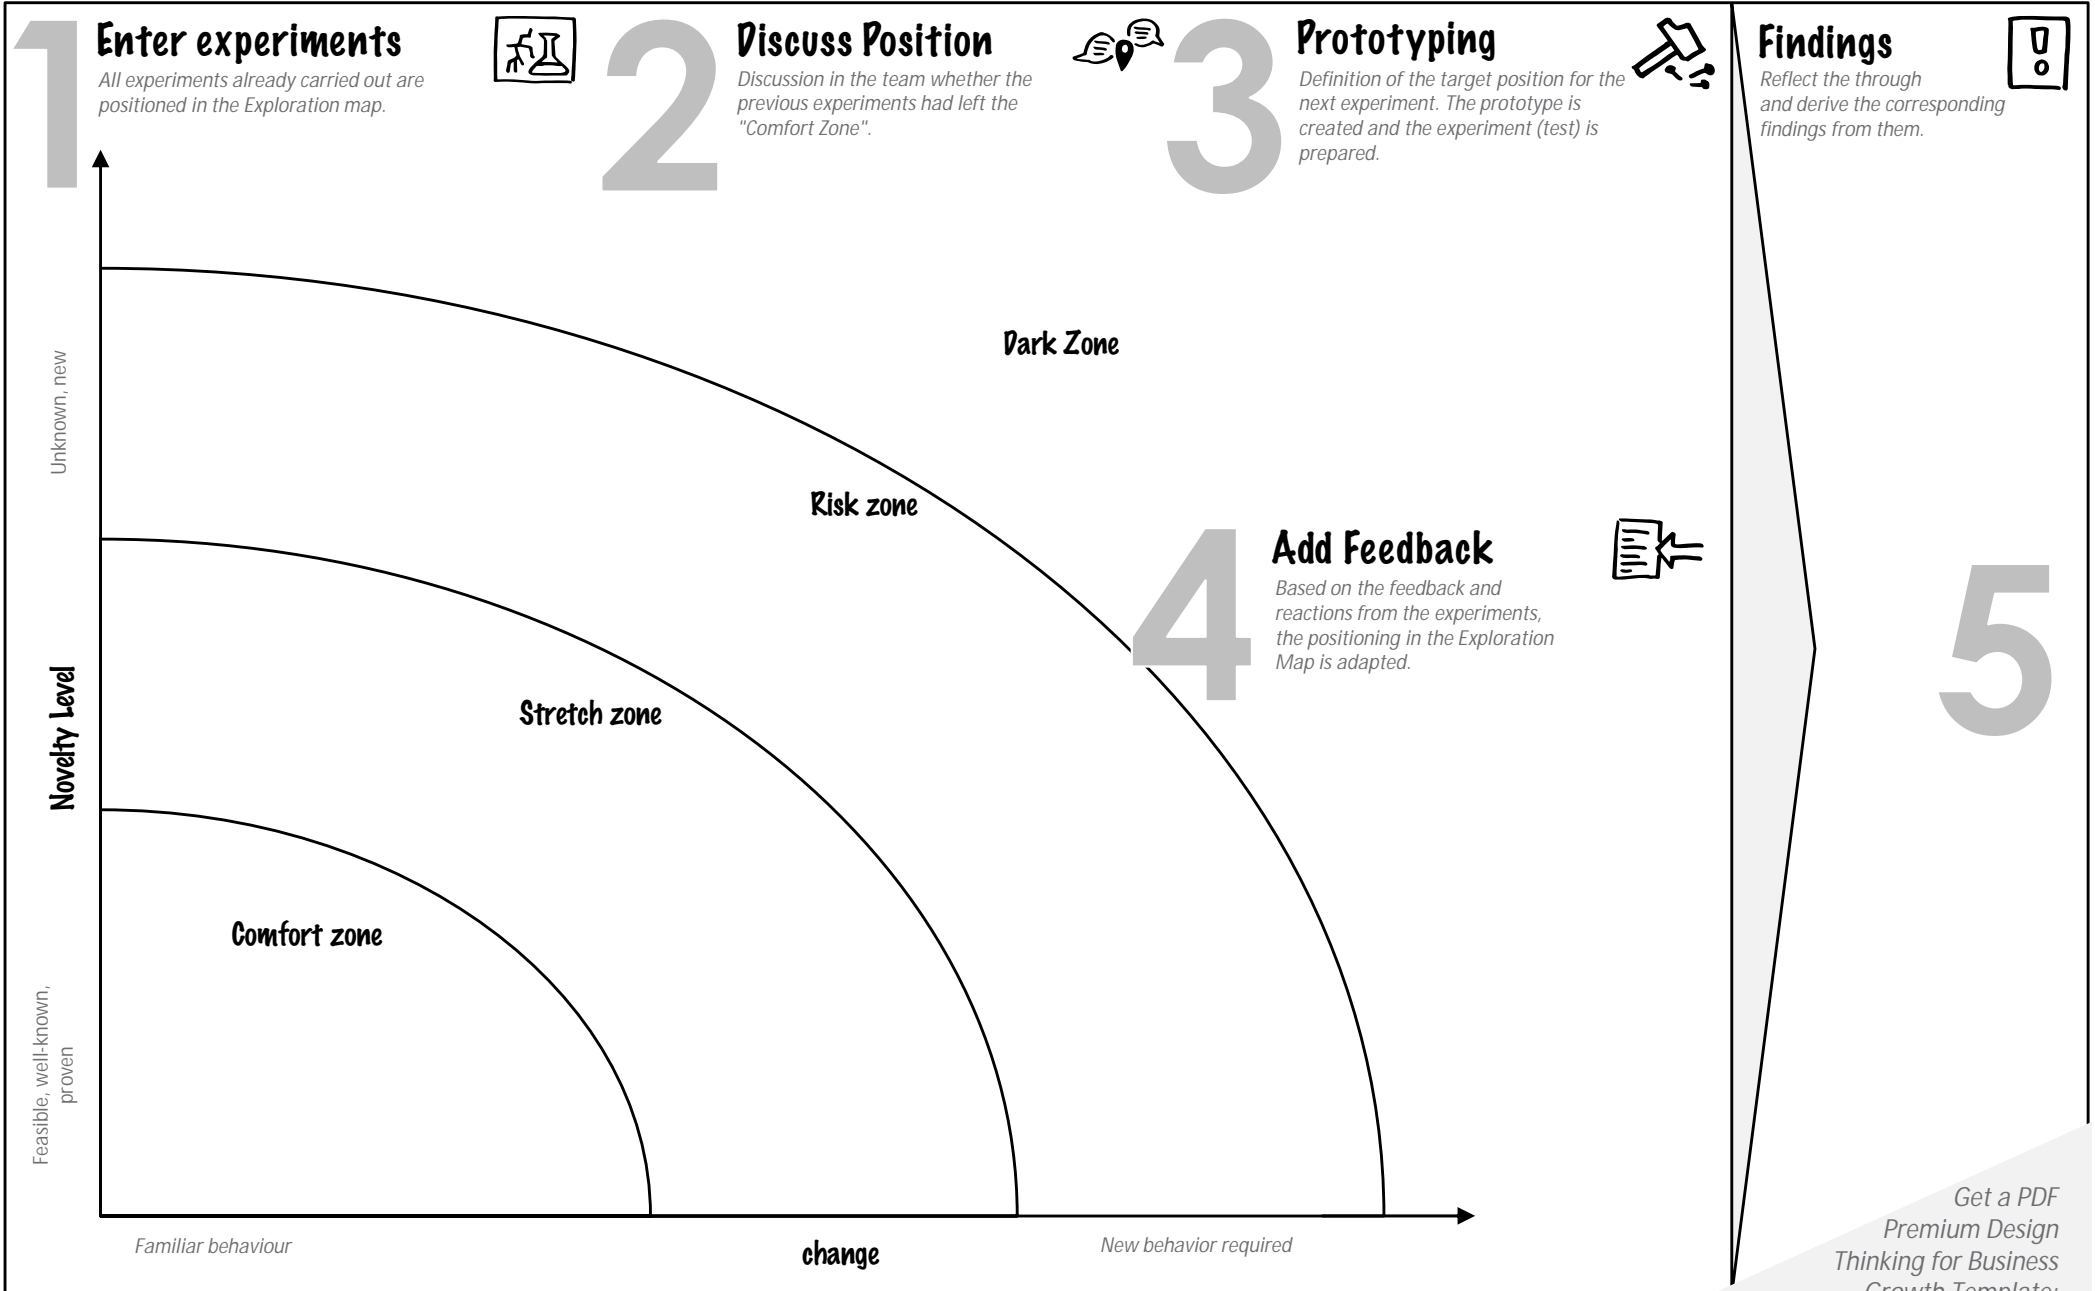 1
Enter experiments
All experiments already carried out are
positioned in the Exploration map.
2
Discuss Position
Discussion in the team whether the
previous experiments had left the
"Comfort Zone".
3
Prototyping
Definition of the target position for the
next experiment. The prototype is
created and the experiment (test) is
prepared.
Findings
Reflect the through
and derive the corresponding
findings from them.
Dark Zone
Unknown, new
Risk zone
4
Add Feedback
Based on the feedback and
reactions from the experiments,
the positioning in the Exploration
Map is adapted.
5
Novelty Level
Stretch zone
Comfort zone
Feasible, well-known,
proven
Familiar behaviour
change
New behavior required
Get a PDF
Premium Design
Thinking for Business
Growth Template: